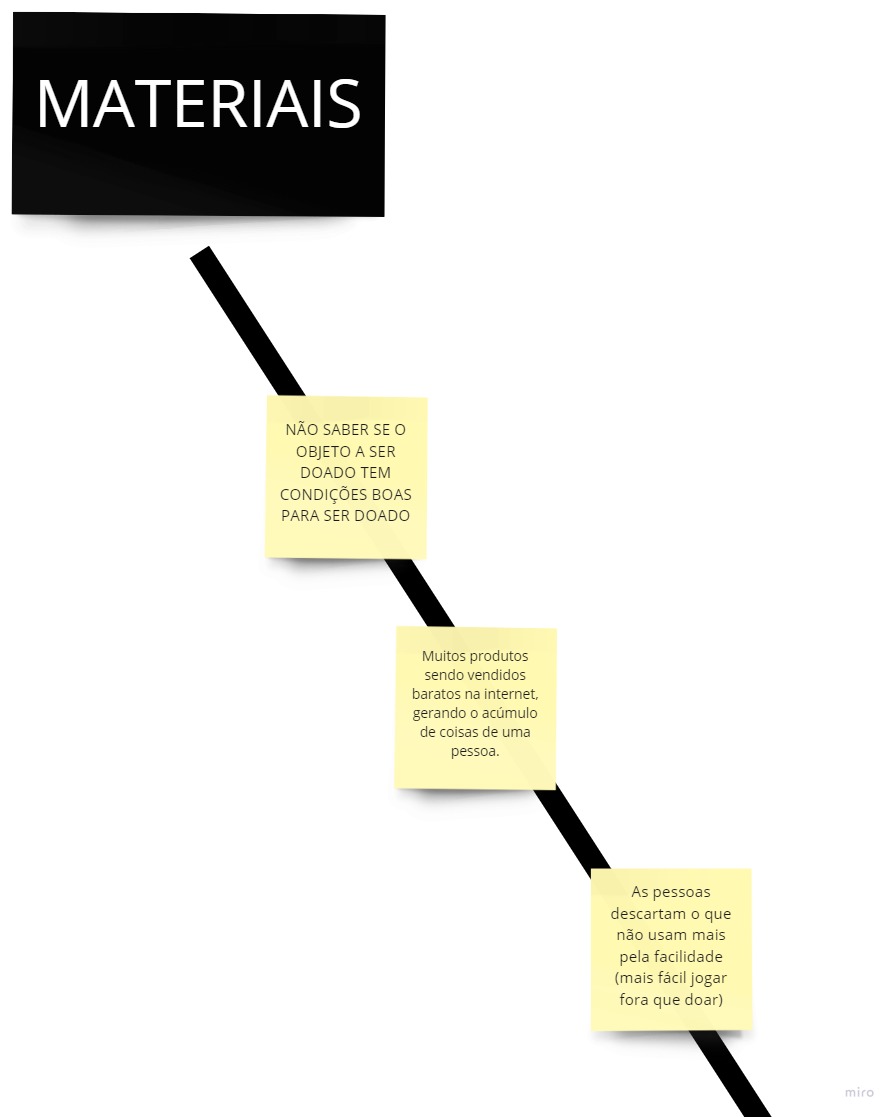 MATERIAIS
NÃO SABER SE O
OBJETO A SER
DOADO TEM
CONDIÇÕES BOAS
PARA SER DOADO
Muitos produtos
sendo vendidos
baratos na internet,
gerando o acúmulo
de coisas de uma
pessoa.
As pessoas
descartam o que
não usam mais
pela facilidade
(mais fácil jogar
fora que doar)
miro